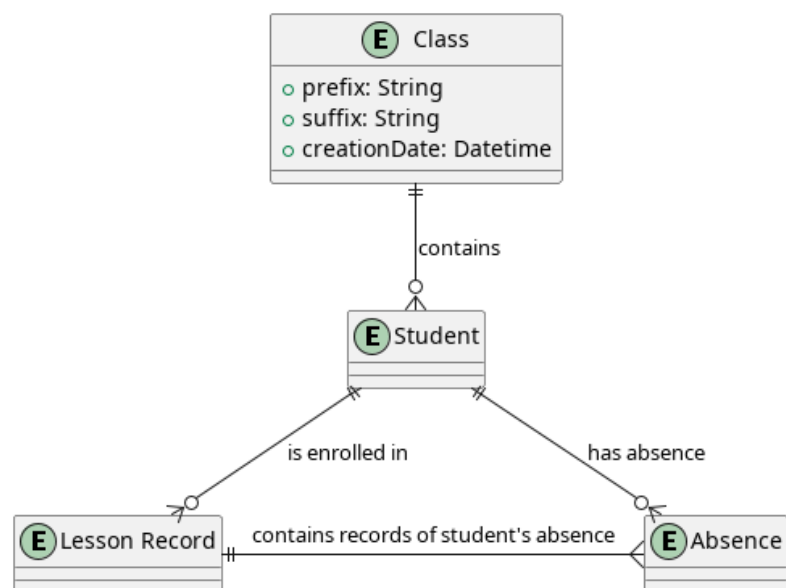 E Class
prefix: String
suffix: String
creationDate: Datetime
contains
E Student
is enrolled in
has absence
E Lesson Record
contains records of student's absence
E Absence